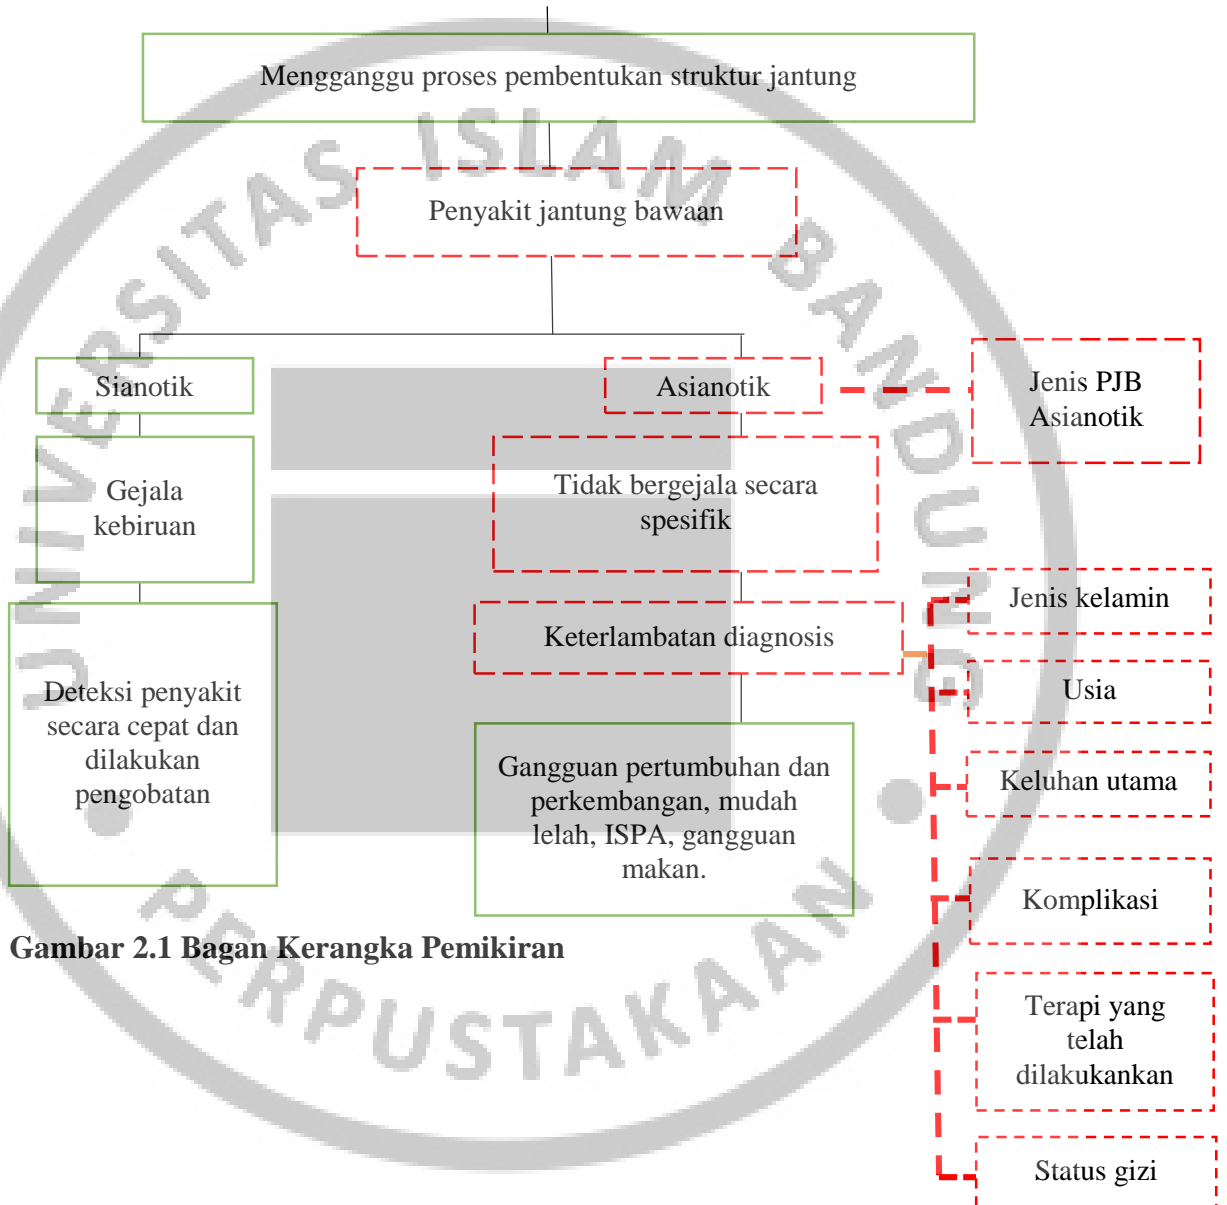 Mengganggu proses pembentukan struktur jantung
UNIVERSITAS ISLAM BANDUNG
Penyakit jantung bawaan
Sianotik
Asianotik
Jenis PJB
Asianotik
Gejala
kebiruan
Tidak bergejala secara
spesifik
Jenis kelamin
Keterlambatan diagnosis
Usia
Deteksi penyakit
secara cepat dan
dilakukan
pengobatan
Gangguan pertumbuhan dan
perkembangan, mudah
lelah, ISPA, gangguan
makan.
Keluhan utama
Komplikasi
Terapi yang
telah
dilakukankan
Status gizi
Gambar 2.1 Bagan Kerangka Pemikiran
PERPUSTAKAAN